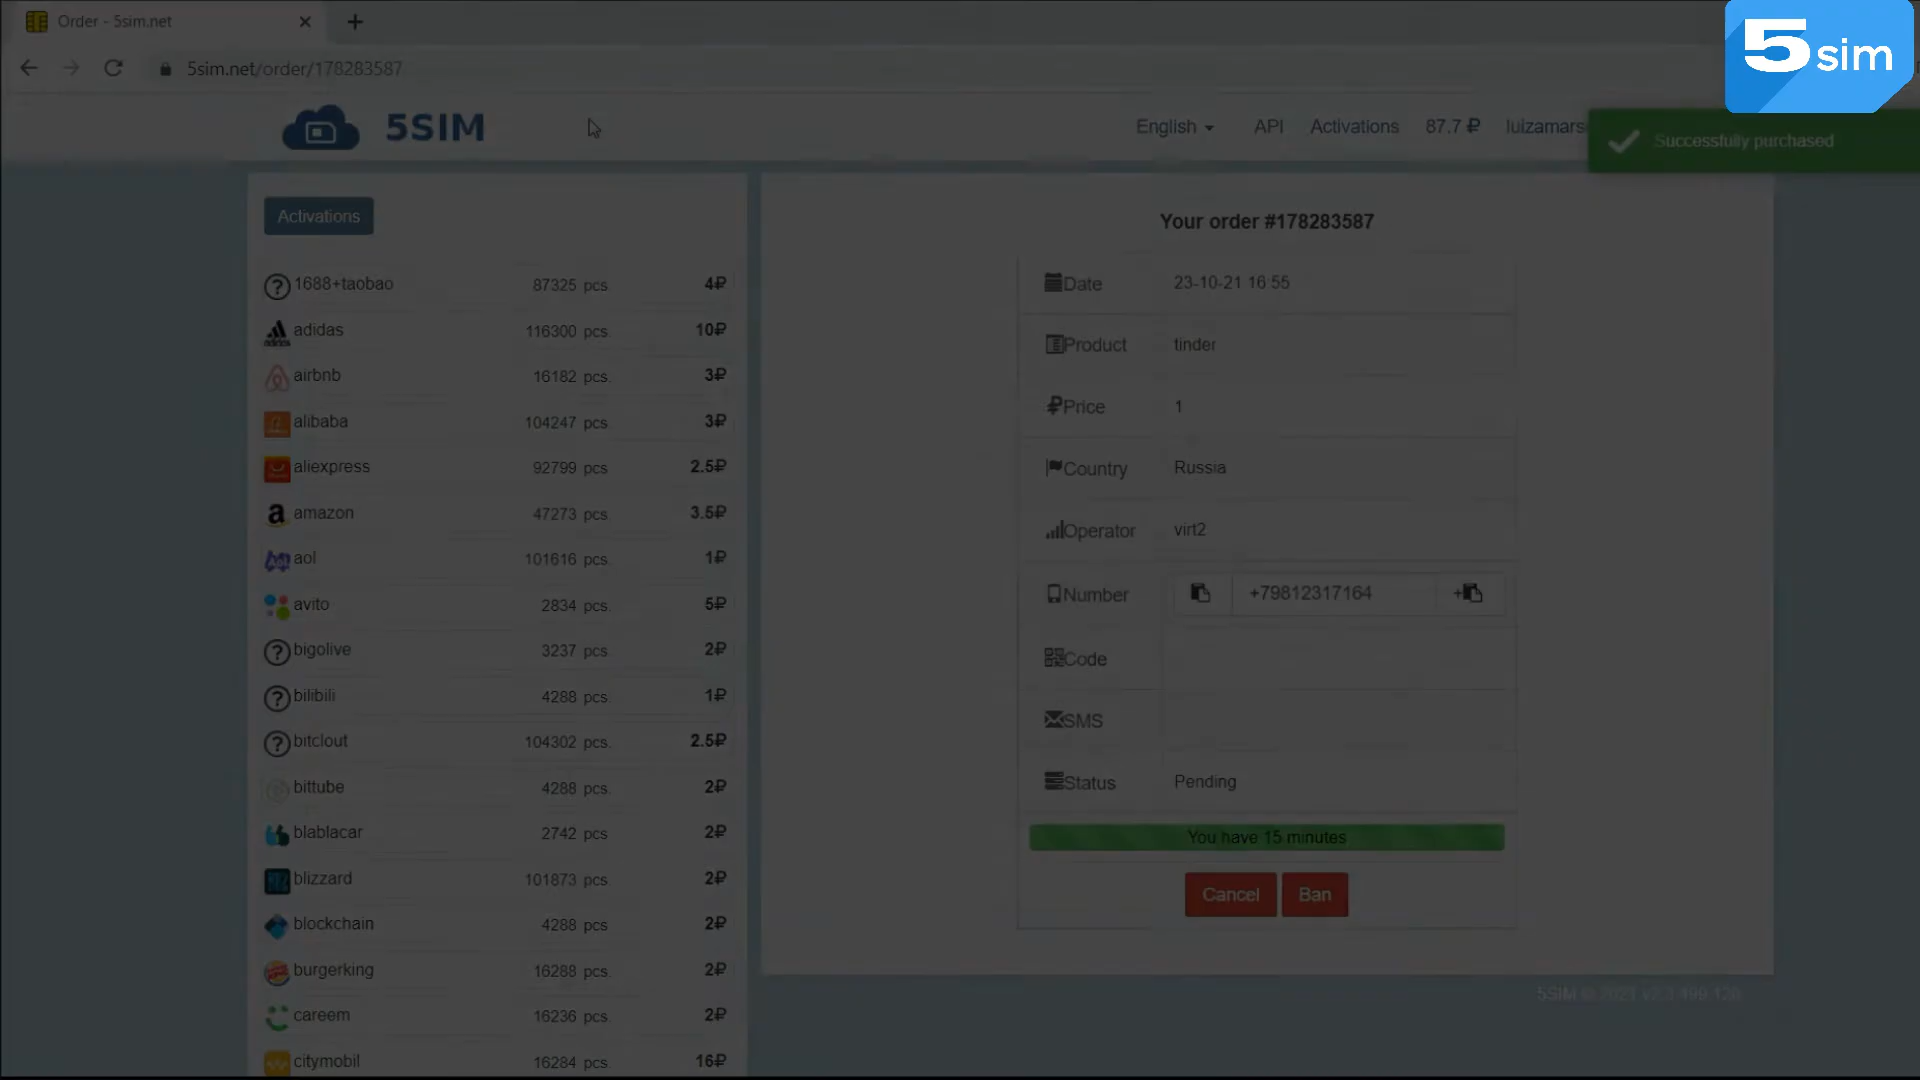 Order - 5sim.net
5sim
5sim.net/order/178283587
5SIM
English
API
Activations
87.7 ₽
luizamars
Successfully purchased
Activations
1688+taobao 87325 pcs 4₽
adidas 116300 pcs. 10₽
airbnb 16182 pcs. 3₽
alibaba 104247 pcs 3₽
aliexpress 92799 pcs 2.5₽
amazon 47273 pcs 3.5₽
aol 101616 pcs. 1₽
avito 2834 pcs. 5₽
bigolive 3237 pcs 2₽
bilibili 4288 pcs. 1₽
bitclout 104302 pcs. 2.5₽
bittube 4288 pcs. 2₽
blablacar 2742 pcs 2₽
blizzard 101873 pcs. 2₽
blockchain 4288 pcs 2₽
burgerking 16288 pcs. 2₽
careem 16236 pcs. 2₽
citymobil 16284 pcs. 16₽
Your order #178283587
Date 23-10-21 16:55
Product tinder
Price 1
Country Russia
Operator virt2
Number +79812317164 +
Code
SMS
Status Pending
You have 15 minutes
Cancel Ban
5SIM © 2021